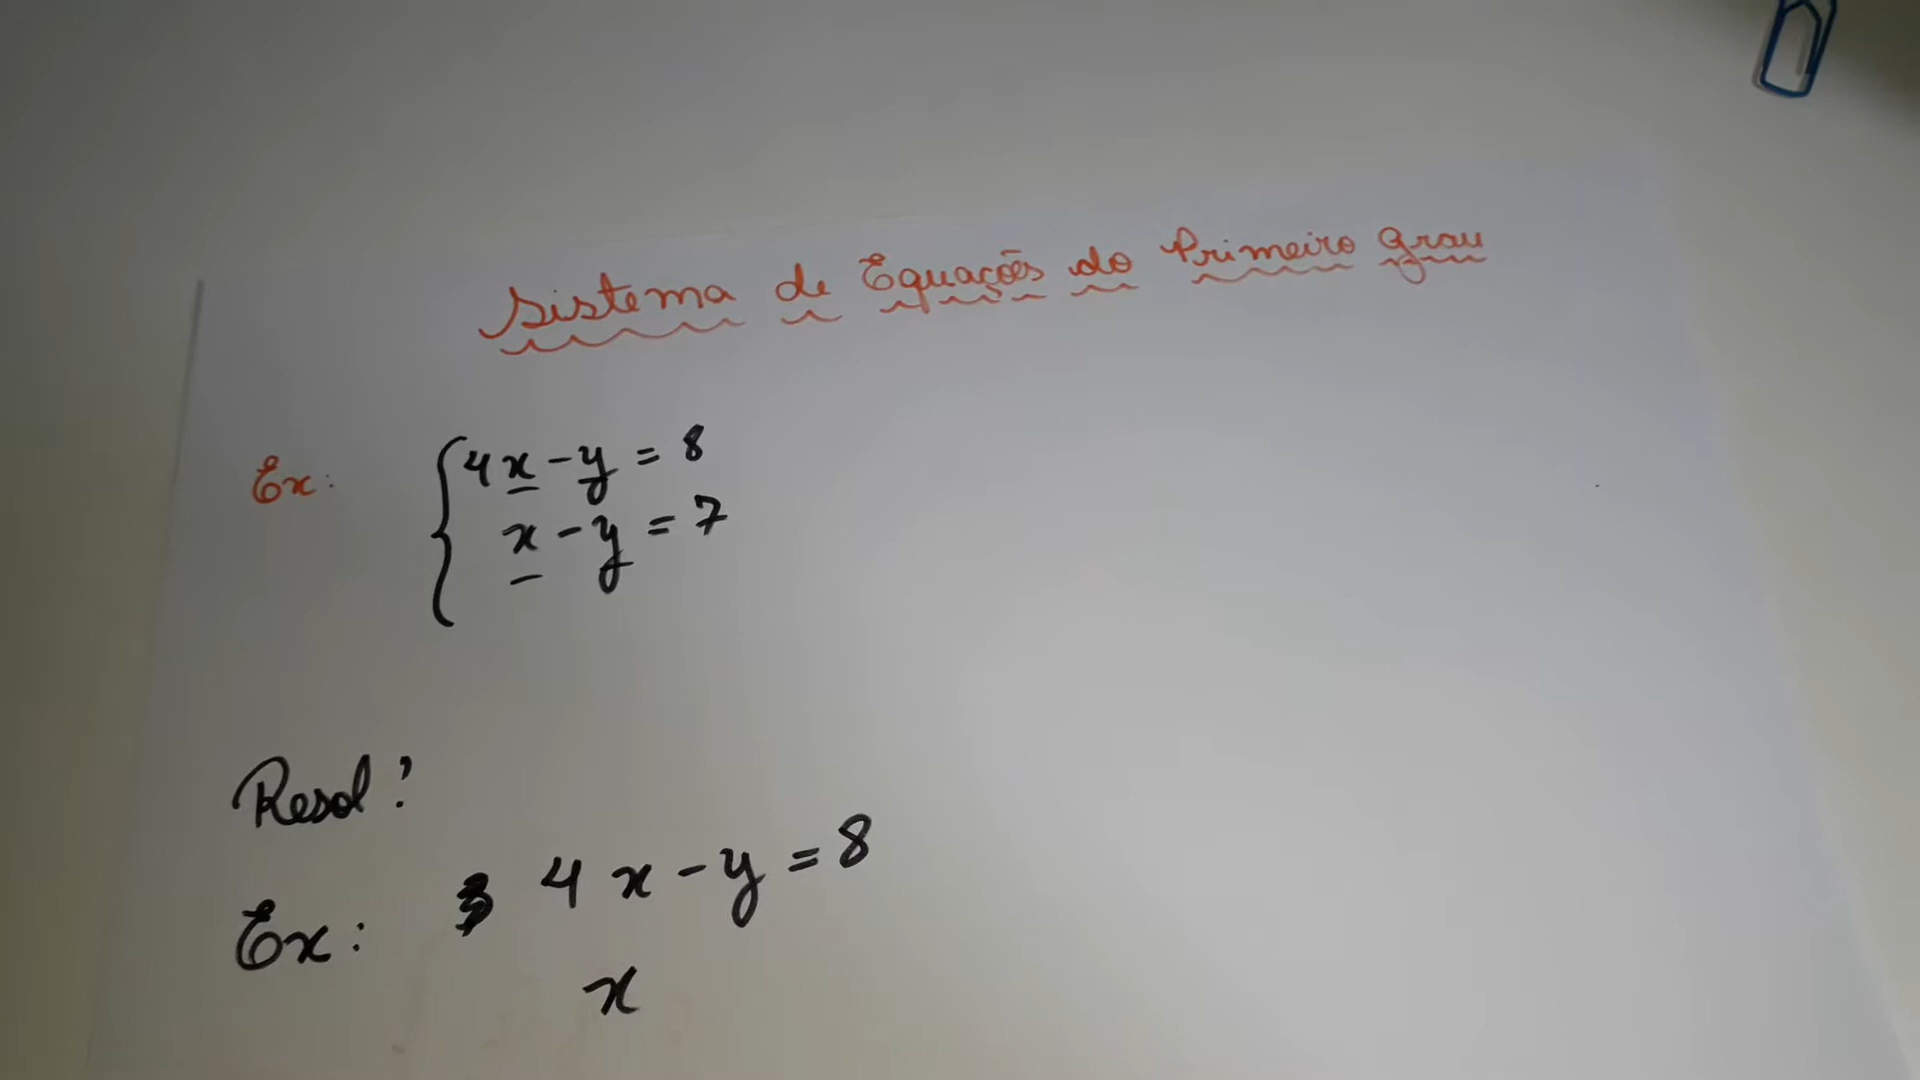 Sistema de Equações do Primeiro grau
Ex: 4x - y = 8
x - y = 7
Resol:
Ex: 4x - y = 8
x